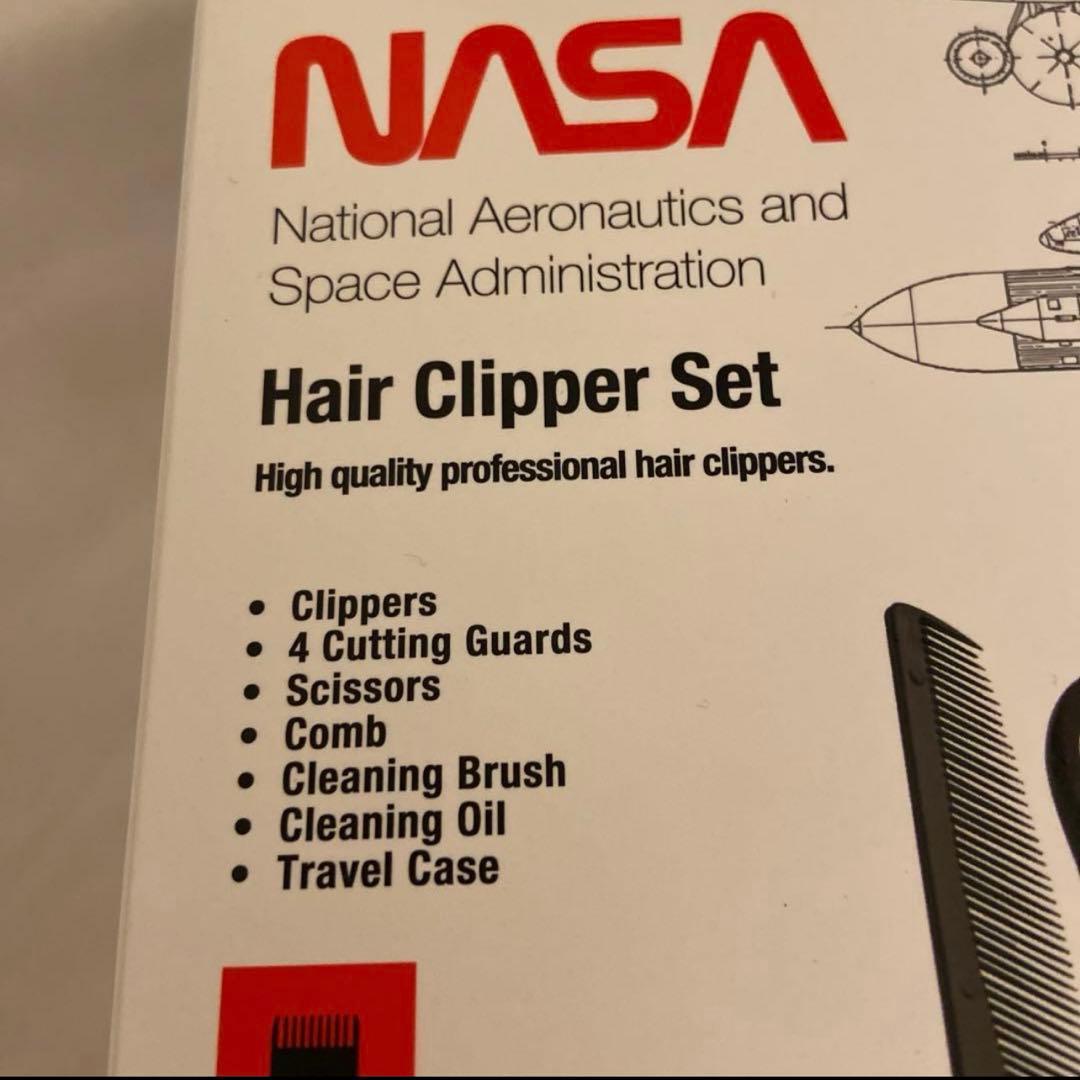 NASA
National Aeronautics and
Space Administration
Hair Clipper Set
High quality professional hair clippers.
• Clippers
• 4 Cutting Guards
• Scissors
• Comb
• Cleaning Brush
• Cleaning Oil
• Travel Case